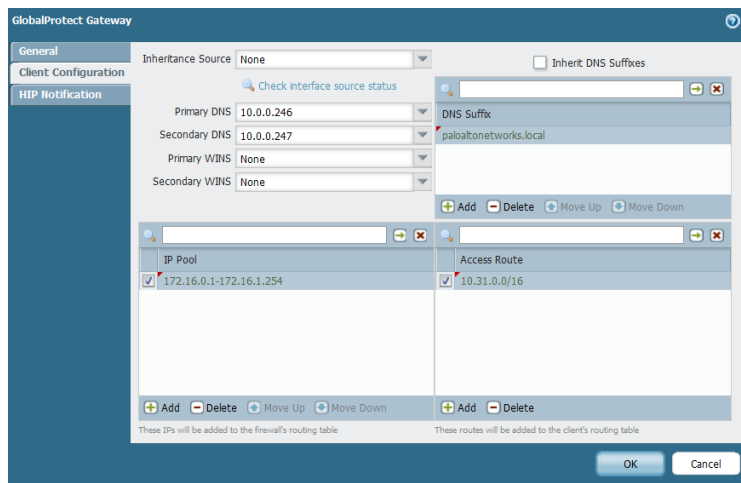 GlobalProtect Gateway
General
Client Configuration
HIP Notification
Inheritance Source None
Check interface source status
Primary DNS 10.0.0.246
Secondary DNS 10.0.0.247
Primary WINS None
Secondary WINS None
Inherit DNS Suffixes
DNS Suffix
paloaltonetworks.local
Add Delete Move Up Move Down
IP Pool
172.16.0.1-172.16.1.254
Add Delete Move Up Move Down
These IPs will be added to the firewall's routing table
Access Route
10.31.0.0/16
Add Delete
These routes will be added to the client's routing table
OK Cancel